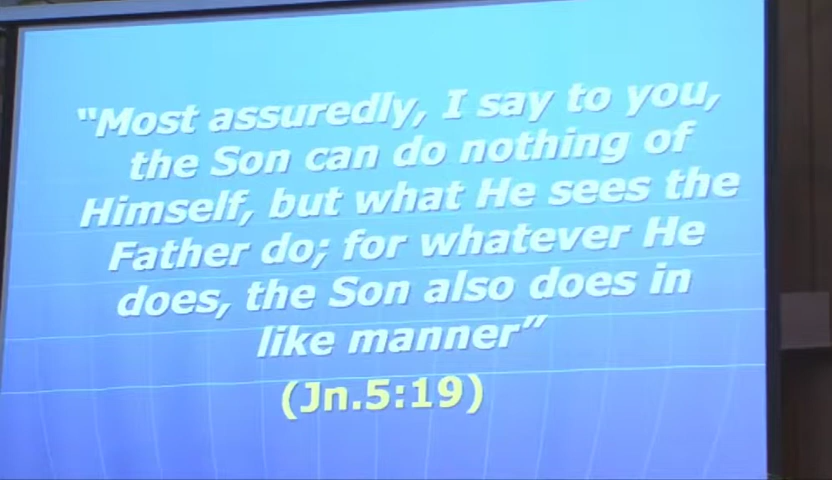 “Most assuredly, I say to you,
the Son can do nothing of
Himself, but what He sees the
Father do; for whatever He
does, the Son also does in
like manner”
(Jn.5:19)